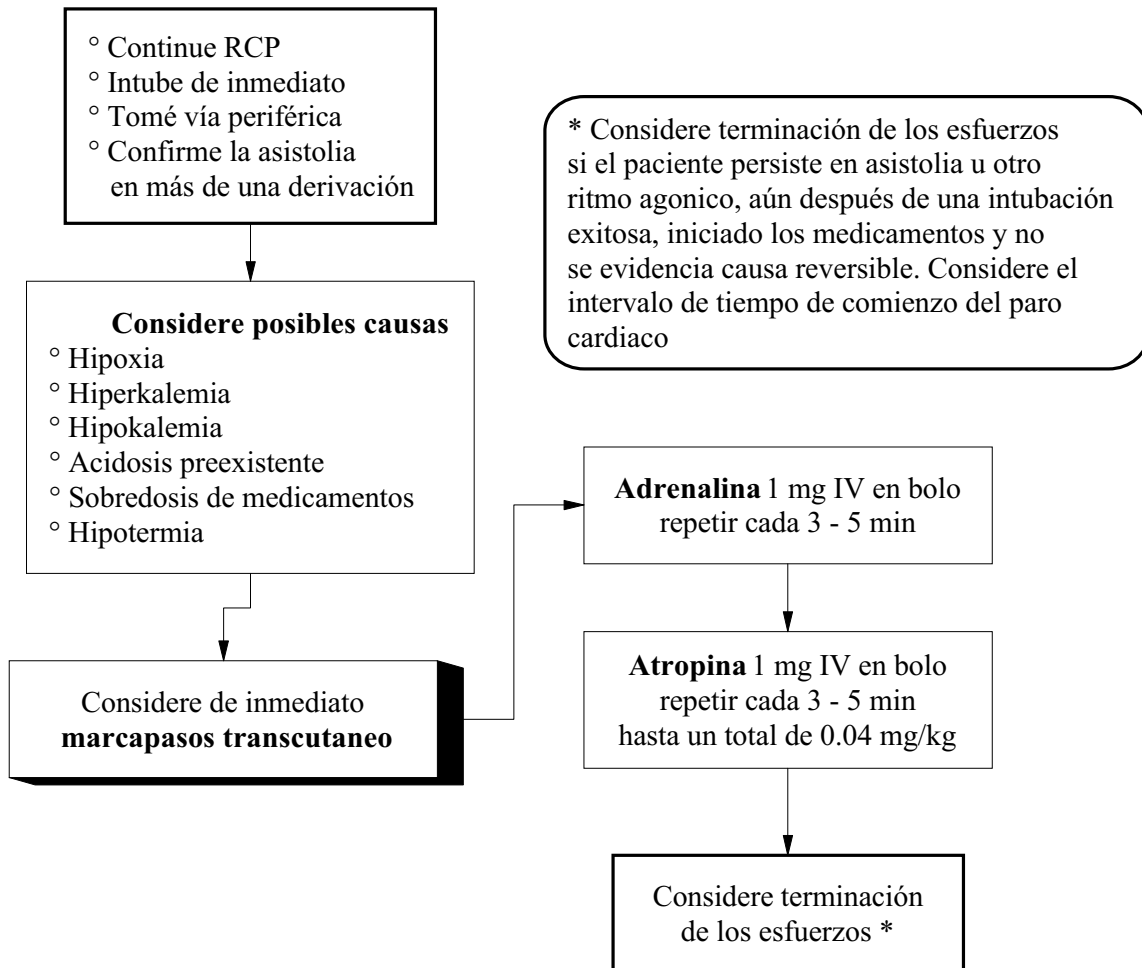 ° Continue RCP
° Intube de inmediato
° Tomé vía periférica
° Confirme la asistolia
en más de una derivación
* Considere terminación de los esfuerzos
si el paciente persiste en asistolia u otro
ritmo agonico, aún después de una intubación
exitosa, iniciado los medicamentos y no
se evidencia causa reversible. Considere el
intervalo de tiempo de comienzo del paro
cardiaco
Considere posibles causas
° Hipoxia
° Hiperkalemia
° Hipokalemia
° Acidosis preexistente
° Sobredosis de medicamentos
° Hipotermia
Considere de inmediato
marcapasos transcutaneo
Adrenalina 1 mg IV en bolo
repetir cada 3 - 5 min
Atropina 1 mg IV en bolo
repetir cada 3 - 5 min
hasta un total de 0.04 mg/kg
Considere terminación
de los esfuerzos *